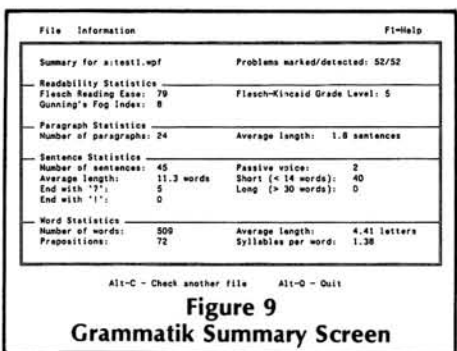 File Information F1=Help
Summary for a:test1.wpf Problems marked/detected: 52/52
Readability Statistics
Flesch Reading Ease: 79 Flesch-Kincaid Grade Level: 5
Gunning's Fog Index: 8
Paragraph Statistics
Number of paragraphs: 24 Average length: 1.8 sentences
Sentence Statistics
Number of sentences: 45 Passive voice: 2
Average length: 11.3 words Short (< 14 words): 40
End with '?': 5 Long (> 30 words): 0
End with '!': 0
Word Statistics
Number of words: 509 Average length: 4.41 letters
Prepositions: 72 Syllables per word: 1.38
Alt-C - Check another file Alt-Q - Quit
Figure 9
Grammatik Summary Screen